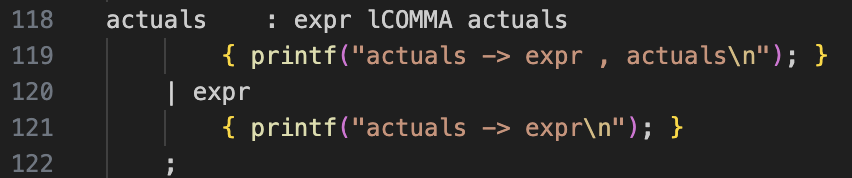 118 actuals : expr lCOMMA actuals
119 { printf("actuals -> expr , actuals\n"); }
120 | expr
121 { printf("actuals -> expr\n"); }
122 ;